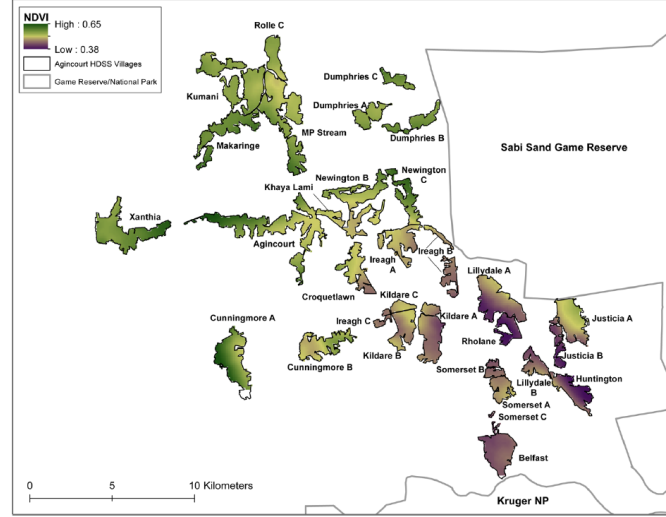 NDVI
High : 0.65
Low : 0.38
Agincourt HDSS Villages
Game Reserve/National Park
Rolle C
Kumani
Makaringe
MP Stream
Dumphries C
Dumphries A
Dumphries B
Sabi Sand Game Reserve
Newington B
Newington
C
Khaya Lami
Xanthia
Agincourt
Ireagh
A
Ireagh B
Croquetlawn
Lillydale A
Kildare C
Cunningmore A
Ireagh C
Kildare A
Justicia A
Rholane
Kildare B
Justicia B
Cunningmore B
Somerset B
Lillydale
B
Huntington
Somerset A
Somerset C
Belfast
0
5
10 Kilometers
Kruger NP